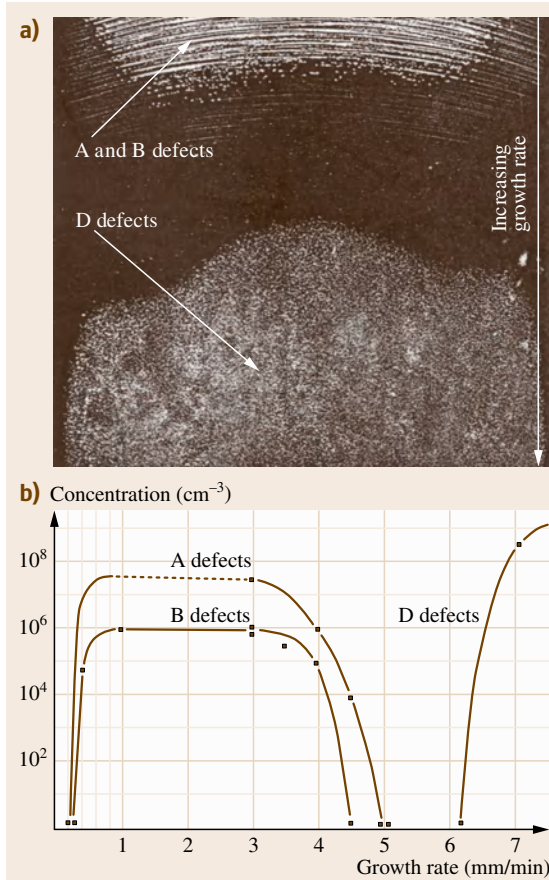 a)
A and B defects
D defects
Increasing
growth rate
b) Concentration (cm⁻³)
A defects
B defects
D defects
10⁸
10⁶
10⁴
10²
1 2 3 4 5 6 7
Growth rate (mm/min)